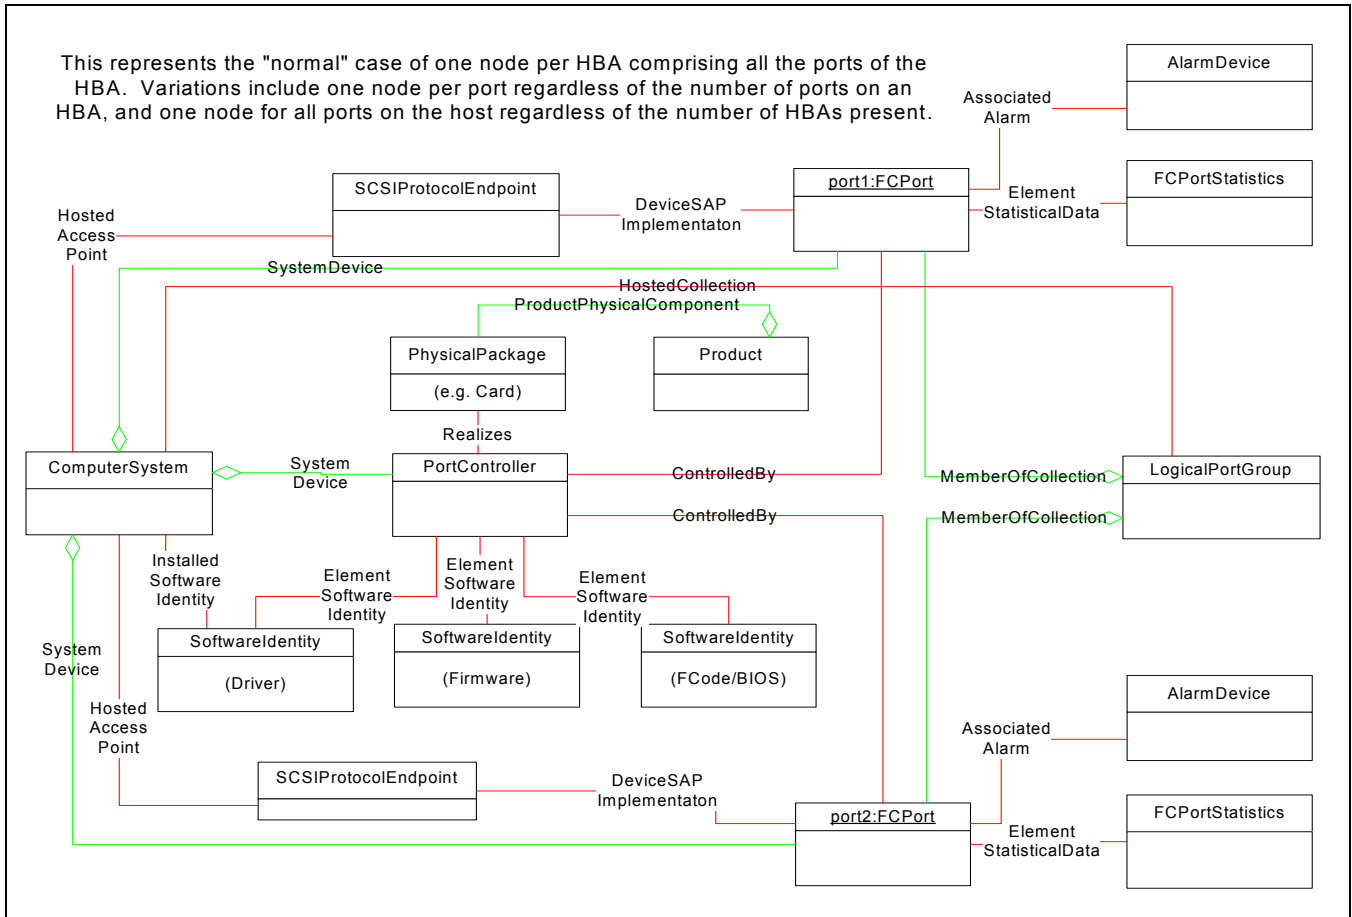 This represents the "normal" case of one node per HBA comprising all the ports of the
HBA.  Variations include one node per port regardless of the number of ports on an
HBA, and one node for all ports on the host regardless of the number of HBAs present.
AlarmDevice
Associated
Alarm
SCSIProtocolEndpoint
port1:FCPort
FCPortStatistics
Hosted
Access
Point
DeviceSAP
Implementaton
Element
StatisticalData
SystemDevice
HostedCollection
ProductPhysicalComponent
PhysicalPackage
(e.g. Card)
Product
Realizes
ComputerSystem
System
Device
PortController
ControlledBy
ControlledBy
MemberOfCollection
MemberOfCollection
LogicalPortGroup
Installed
Software
Identity
Element
Software
Identity
Element
Software
Identity
Element
Software
Identity
SoftwareIdentity
(Driver)
SoftwareIdentity
(Firmware)
SoftwareIdentity
(FCode/BIOS)
System
Device
Hosted
Access
Point
AlarmDevice
Associated
Alarm
SCSIProtocolEndpoint
DeviceSAP
Implementaton
port2:FCPort
FCPortStatistics
Element
StatisticalData